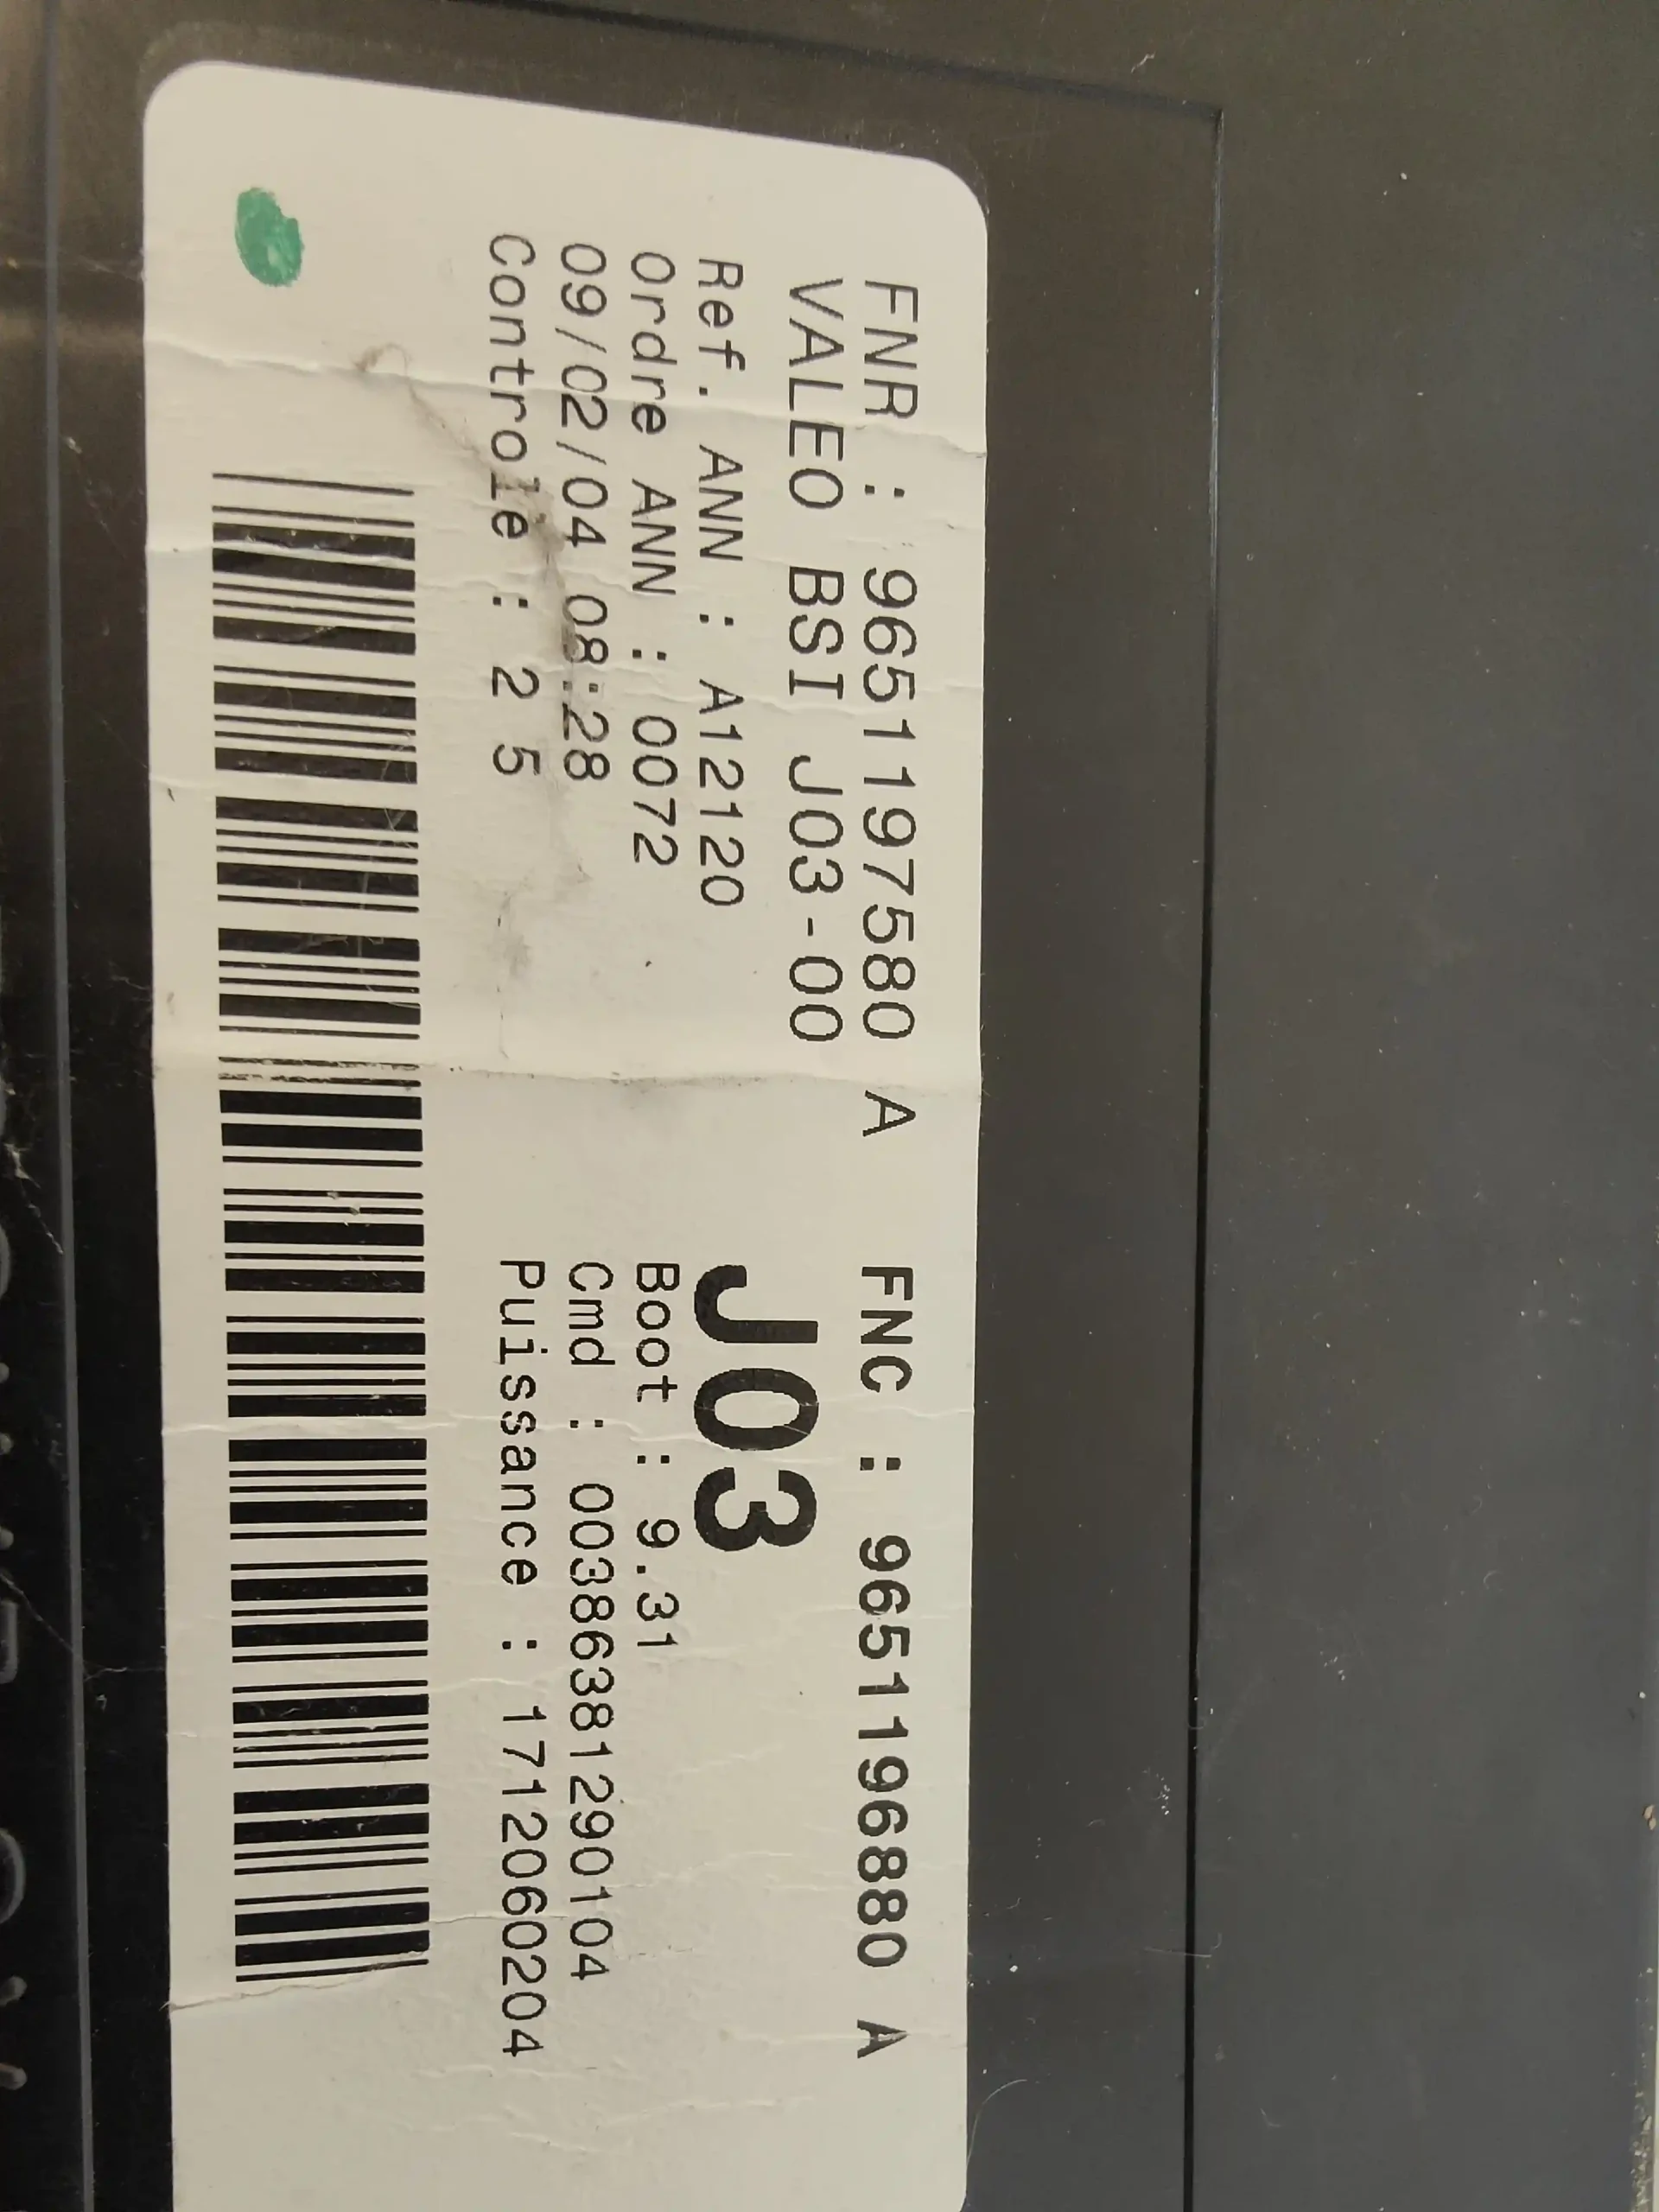 FNR : 9651197580 A
FNC : 9651196880 A
VALEO BSI J03-00
J03
Ref. ANN : A12120
Ordre ANN : 0072
Boot : 9.31
09/02/04 08:28
Cmd : 00386381290104
Controle : 2 5
Puissance : 171206020​4